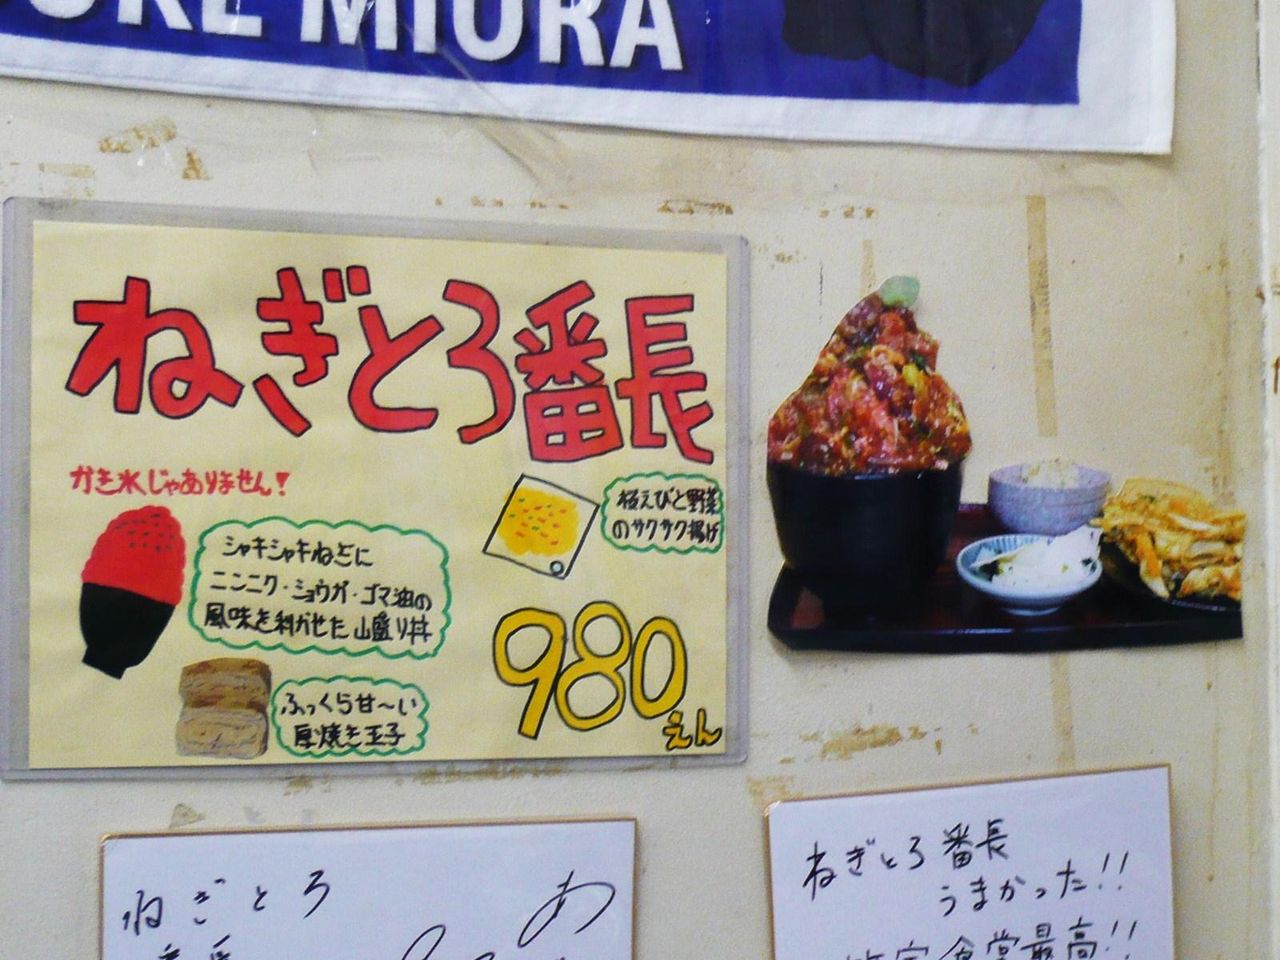 MIURA
ねぎとろ番長
かき氷じゃありません!
桜えびと野菜
のサクサク揚げ
シャキシャキねぎに
ニンニク・ショウガ・ゴマ油の
風味を利かせた山盛り丼
980
えん
ふっくら甘〜い
厚焼き玉子
ねぎとろ
ねぎとろ番長
うまかった!!
食堂最高!!